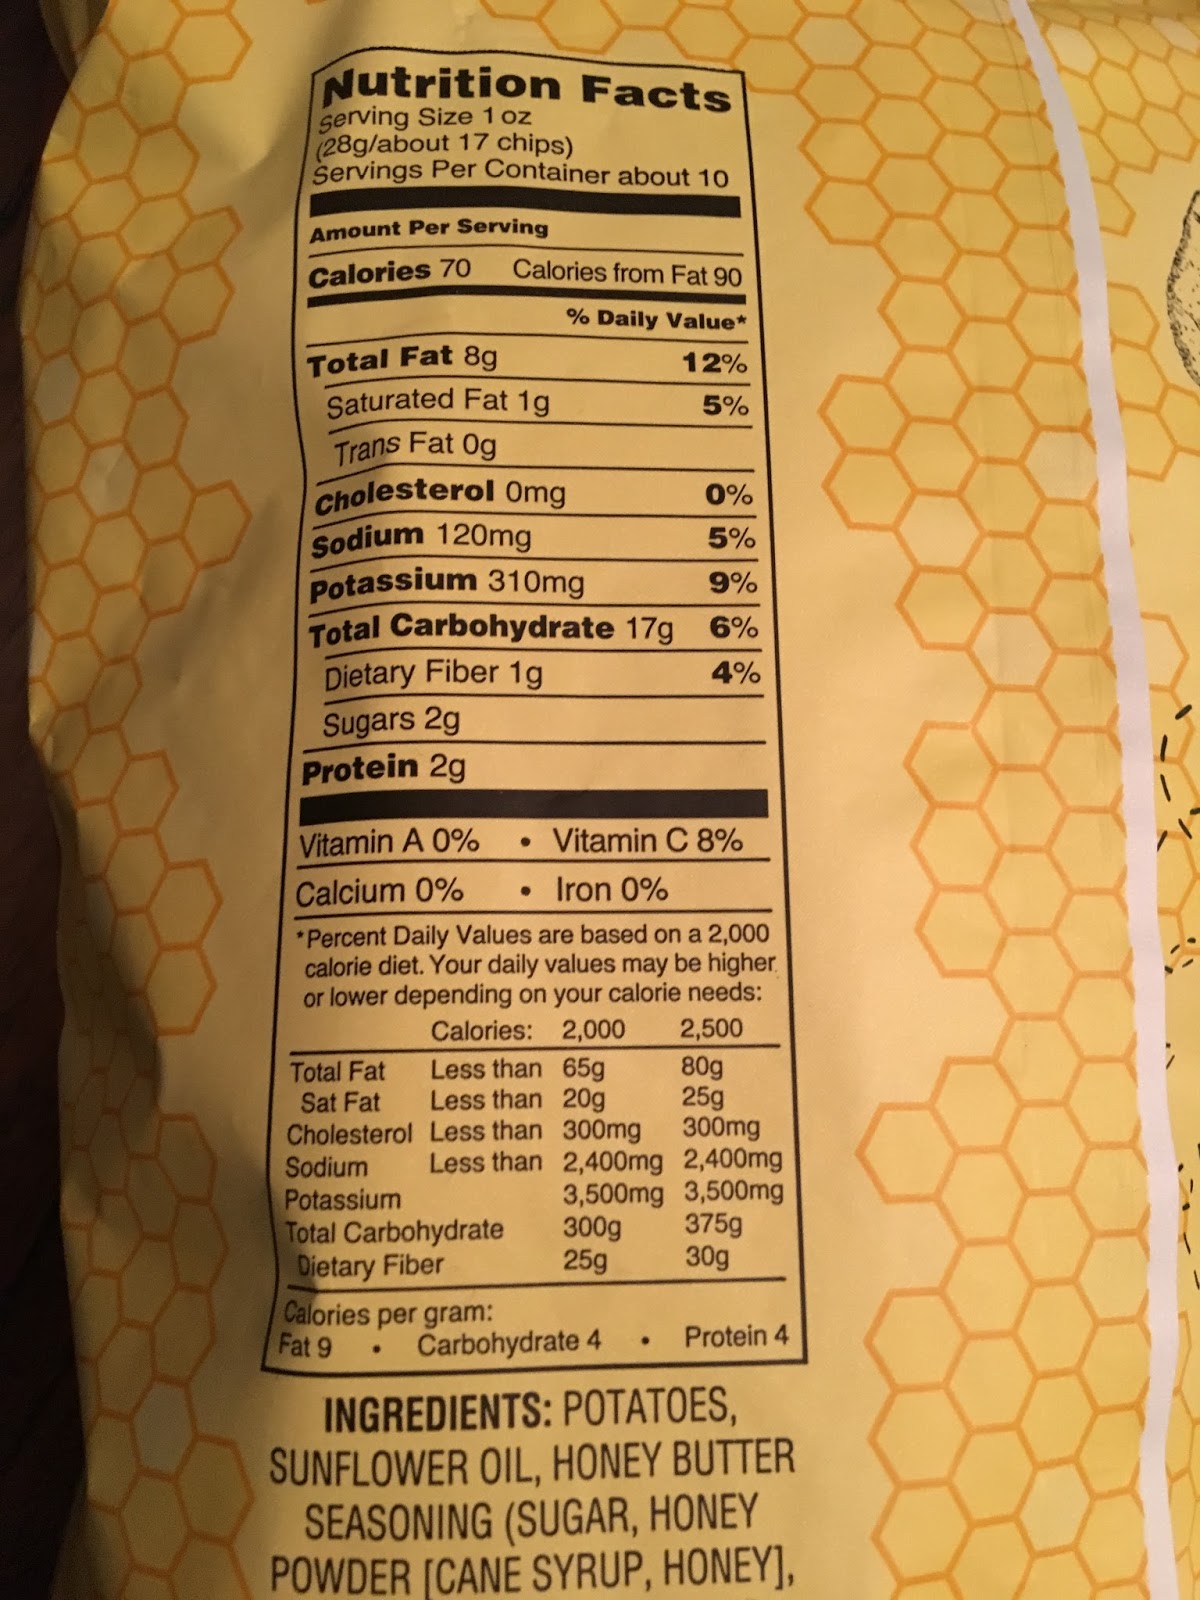 Nutrition Facts
Serving Size 1 oz
(28g/about 17 chips)
Servings Per Container about 10
Amount Per Serving
Calories 70 Calories from Fat 90
% Daily Value*
Total Fat 8g 12%
Saturated Fat 1g 5%
Trans Fat 0g
Cholesterol 0mg 0%
Sodium 120mg 5%
Potassium 310mg 9%
Total Carbohydrate 17g 6%
Dietary Fiber 1g 4%
Sugars 2g
Protein 2g
Vitamin A 0% • Vitamin C 8%
Calcium 0% • Iron 0%
*Percent Daily Values are based on a 2,000
calorie diet. Your daily values may be higher
or lower depending on your calorie needs:
Calories: 2,000 2,500
Total Fat Less than 65g 80g
Sat Fat Less than 20g 25g
Cholesterol Less than 300mg 300mg
Sodium Less than 2,400mg 2,400mg
Potassium 3,500mg 3,500mg
Total Carbohydrate 300g 375g
Dietary Fiber 25g 30g
Calories per gram:
Fat 9 • Carbohydrate 4 • Protein 4
INGREDIENTS: POTATOES,
SUNFLOWER OIL, HONEY BUTTER
SEASONING (SUGAR, HONEY
POWDER [CANE SYRUP, HONEY],